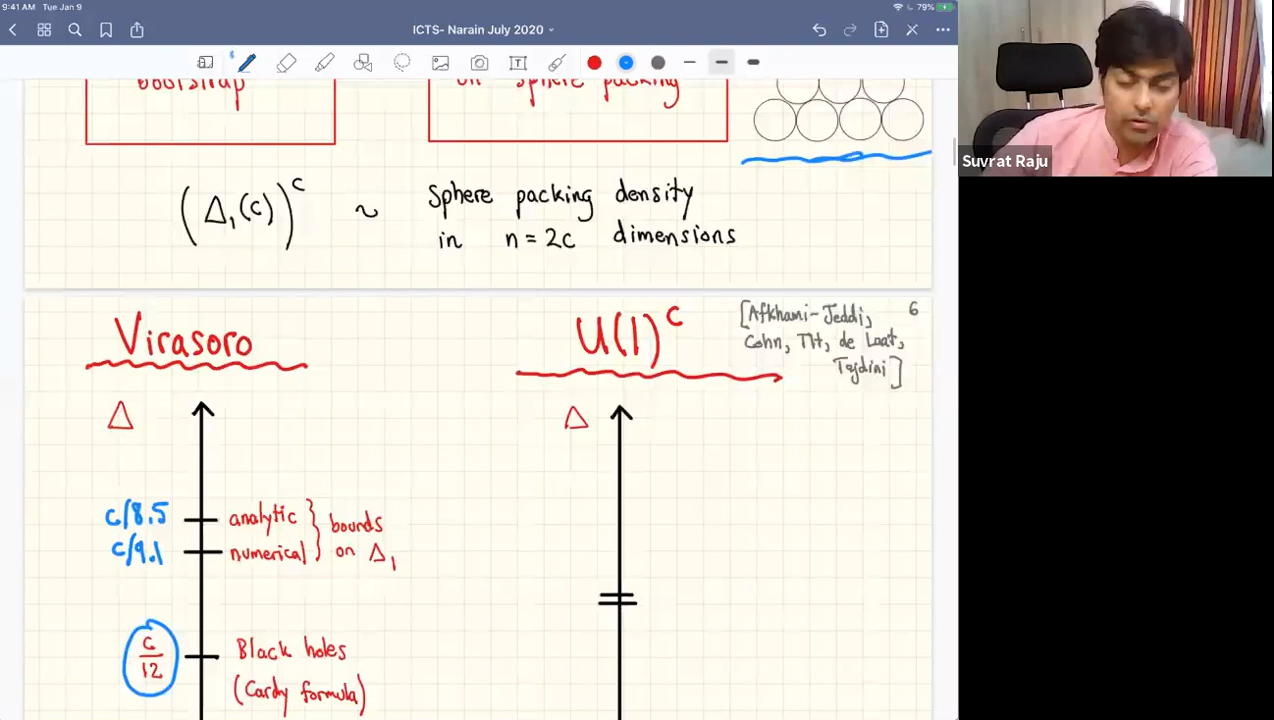 9:41 AM Tue Jan 9
79%
ICTS- Narain July 2020
bootstrap
on sphere packing
Suvrat Raju
(Δ₁(c))ᶜ ~ Sphere packing density
in n = 2c dimensions
Virasoro
U(1)ᶜ
[Afkhami-Jeddi,
Cohn, TH, de Laat,
Tajdini]
6
Δ
Δ
c/8.5 analytic
c/9.1 numerical
} bounds
on Δ₁
c/12 Black holes
(Cardy formula)